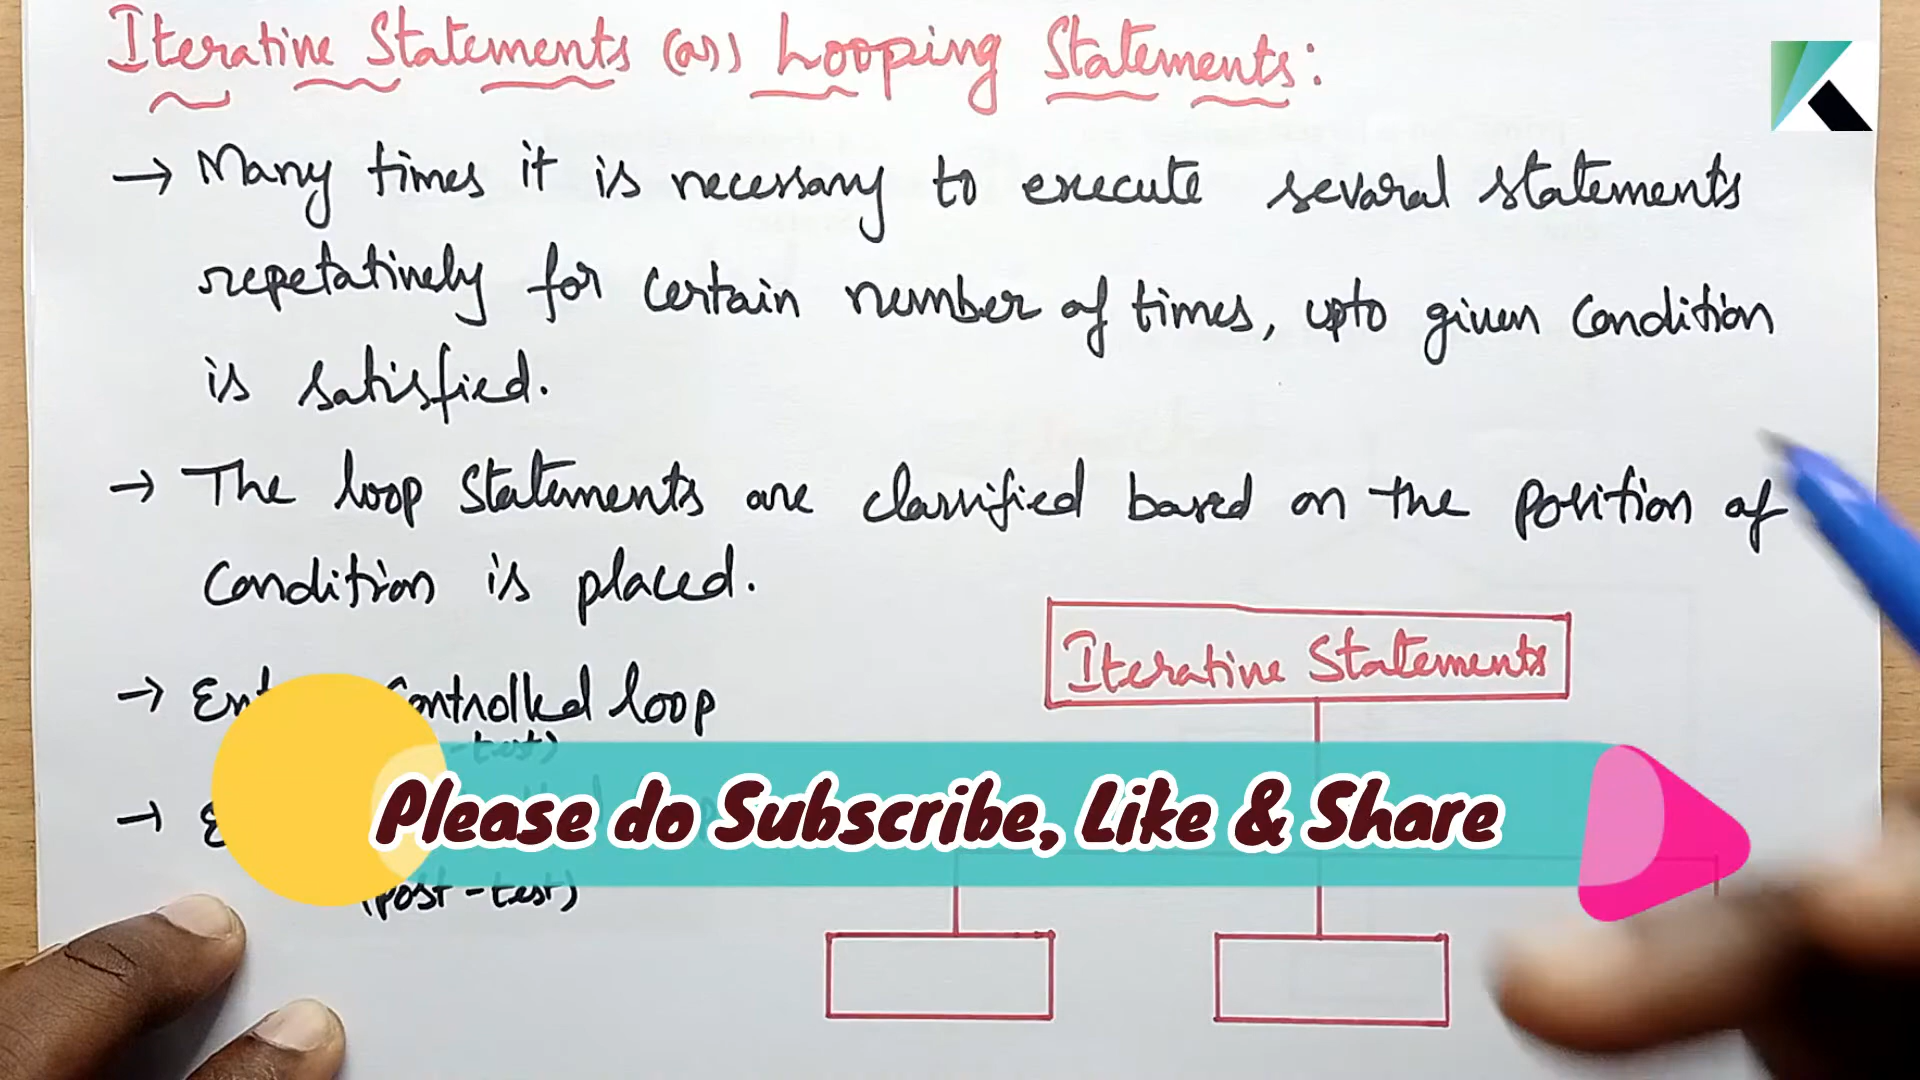 Iterative Statements (or) Looping Statements:
→ Many times it is necessary to execute sevaral statements
repetatively for certain number of times, upto given condition
is satisfied.
→ The loop statements are classified based on the position of
condition is placed.
Iterative Statements
→ controlled loop
-test)
Please do Subscribe, Like & Share
→
(post-test)